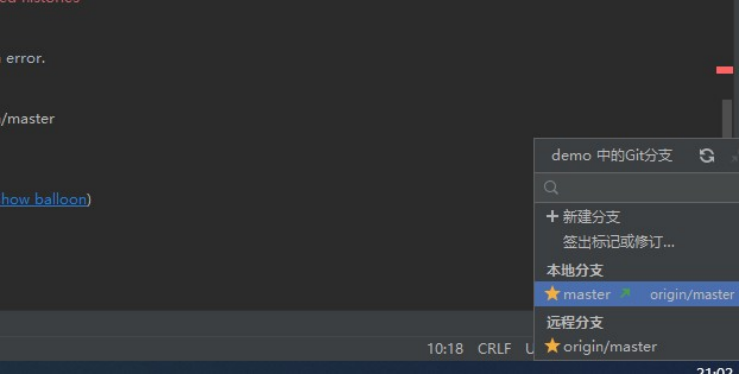 ed histories
error.
/master
how balloon)
demo 中的Git分支
新建分支
签出标记或修订...
本地分支
master origin/master
远程分支
origin/master
10:18 CRLF U
21:02